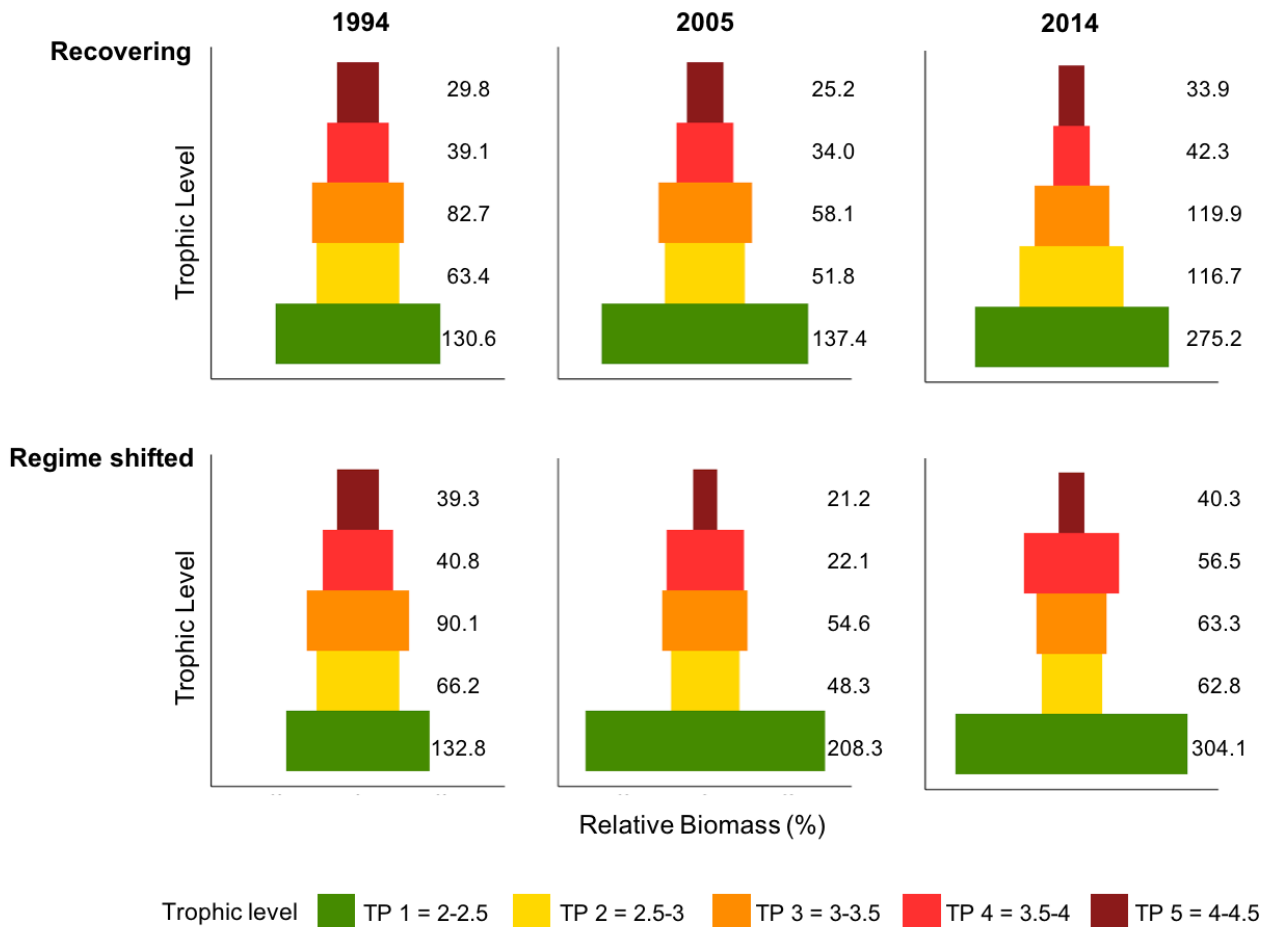 1994 2005 2014
Recovering
Trophic Level
29.8 25.2 33.9
39.1 34.0 42.3
82.7 58.1 119.9
63.4 51.8 116.7
130.6 137.4 275.2
Regime shifted
Trophic Level
39.3 21.2 40.3
40.8 22.1 56.5
90.1 54.6 63.3
66.2 48.3 62.8
132.8 208.3 304.1
Relative Biomass (%)
Trophic level TP 1 = 2-2.5 TP 2 = 2.5-3 TP 3 = 3-3.5 TP 4 = 3.5-4 TP 5 = 4-4.5